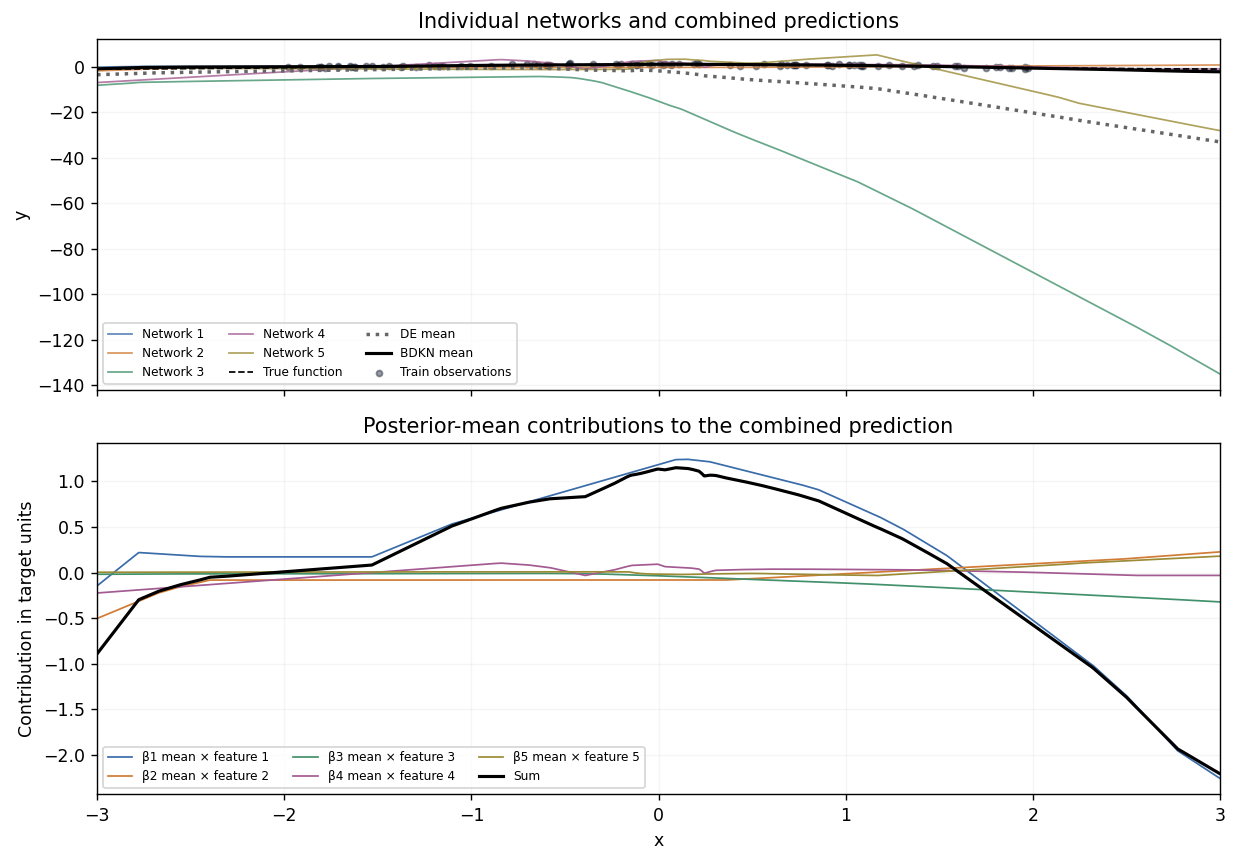 Individual networks and combined predictions
0
−20
−40
−60
−80
−100
−120
−140
y
Network 1
Network 2
Network 3
Network 4
Network 5
True function
DE mean
BDKN mean
Train observations
Posterior-mean contributions to the combined prediction
1.0
0.5
0.0
−0.5
−1.0
−1.5
−2.0
Contribution in target units
β1 mean × feature 1
β2 mean × feature 2
β3 mean × feature 3
β4 mean × feature 4
β5 mean × feature 5
Sum
−3
−2
−1
0
1
2
3
x